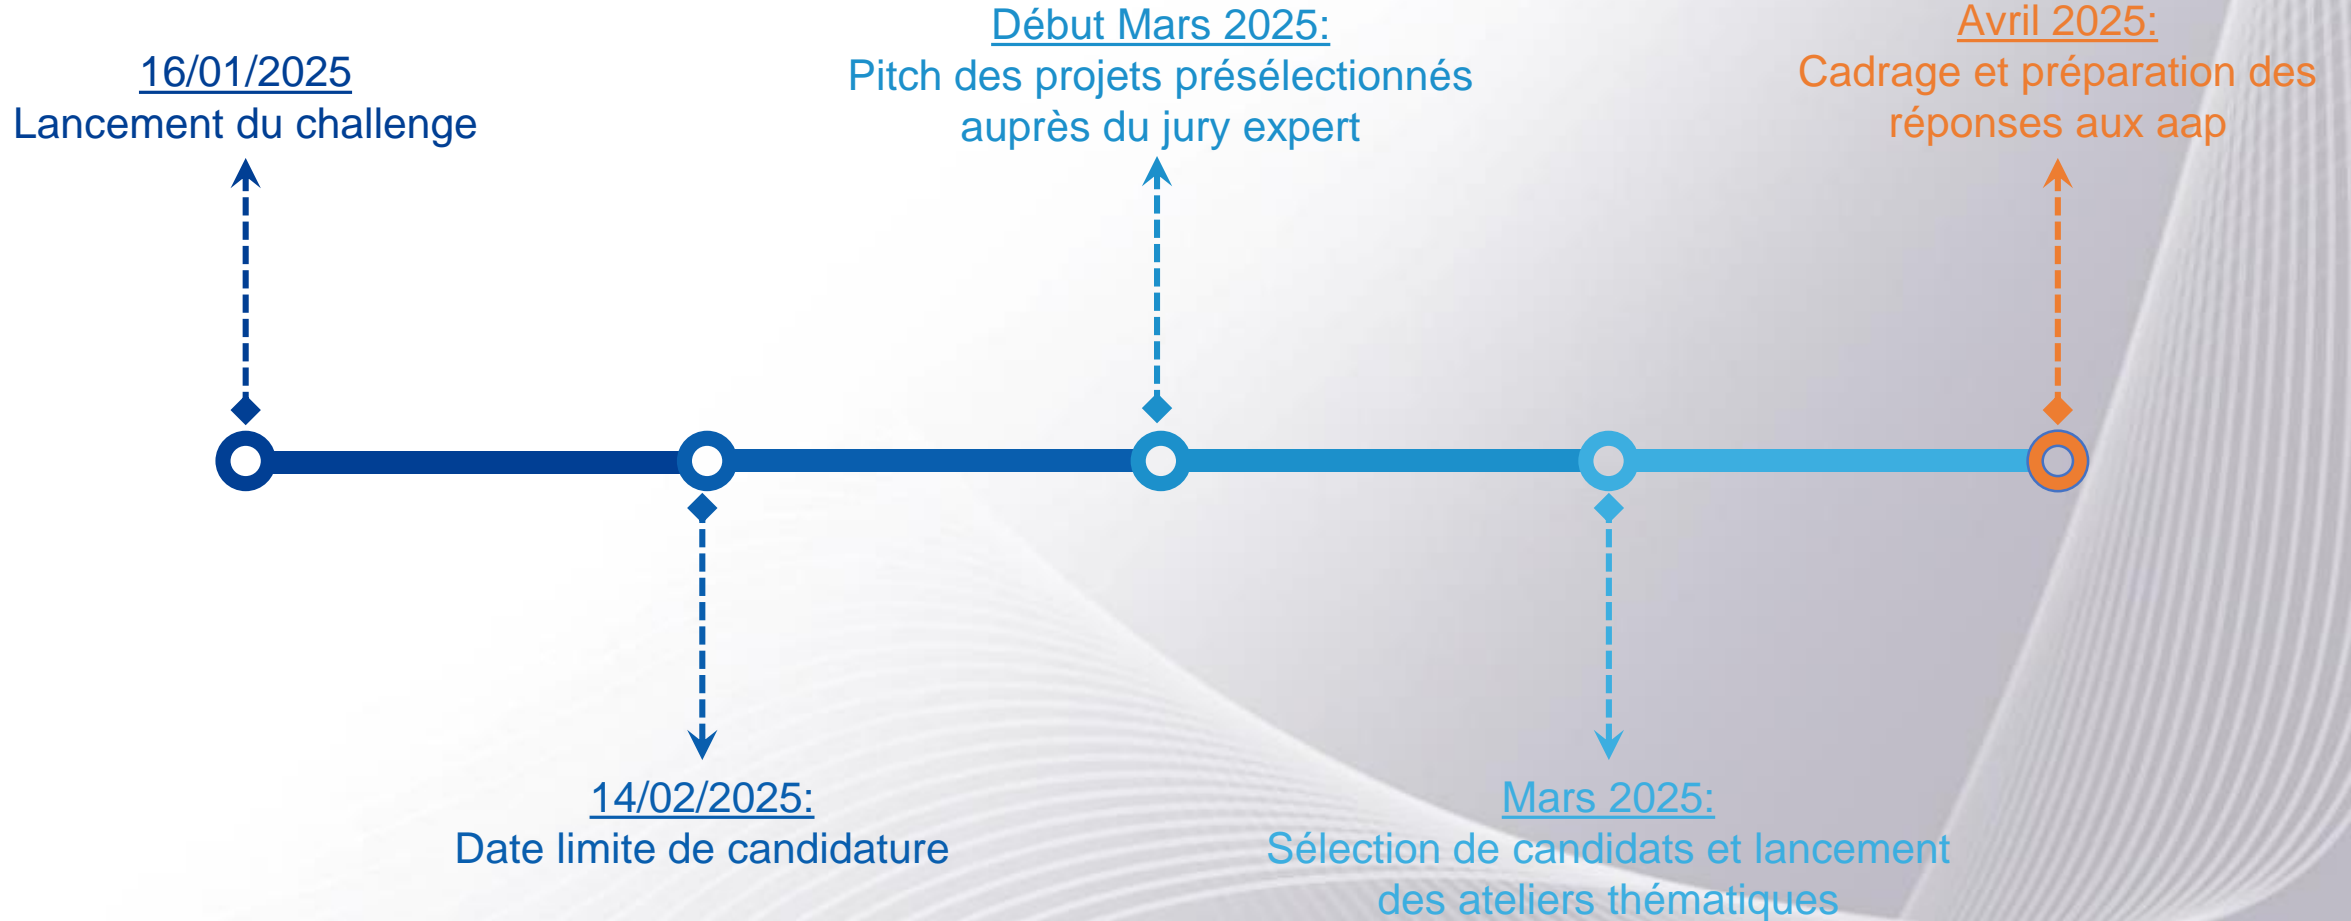 16/01/2025
Lancement du challenge
14/02/2025:
Date limite de candidature
Début Mars 2025:
Pitch des projets présélectionnés
auprès du jury expert
Mars 2025:
Sélection de candidats et lancement
des ateliers thématiques
Avril 2025:
Cadrage et préparation des
réponses aux aap